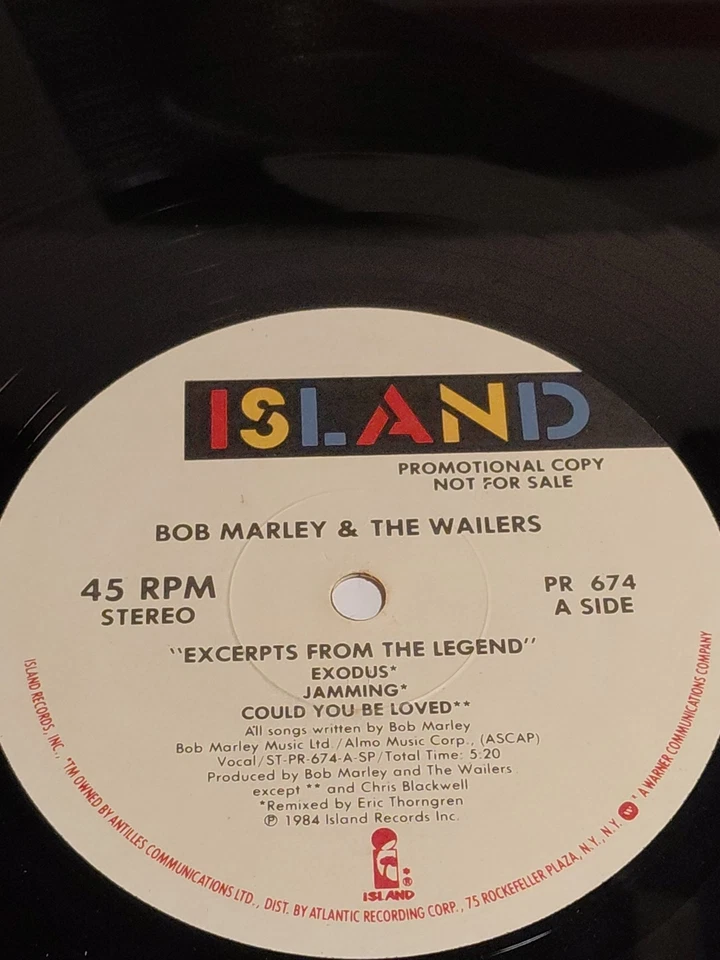 ISLAND
PROMOTIONAL COPY
NOT FOR SALE
BOB MARLEY & THE WAILERS
45 RPM
STEREO
PR 674
A SIDE
"EXCERPTS FROM THE LEGEND"
EXODUS*
JAMMING*
COULD YOU BE LOVED**
All songs written by Bob Marley
Bob Marley Music Ltd./Almo Music Corp., (ASCAP)
Vocal/ST-PR-674-A-SP/Total Time: 5:20
Produced by Bob Marley and The Wailers
except ** and Chris Blackwell
*Remixed by Eric Thorngren
℗ 1984 Island Records Inc.
*®
ISLAND
ISLAND RECORDS, INC., *TM OWNED BY ANTILLES COMMUNICATIONS LTD., DIST. BY ATLANTIC RECORDING CORP., 75 ROCKEFELLER PLAZA, N.Y., N.Y. W * A WARNER COMMUNICATIONS COMPANY